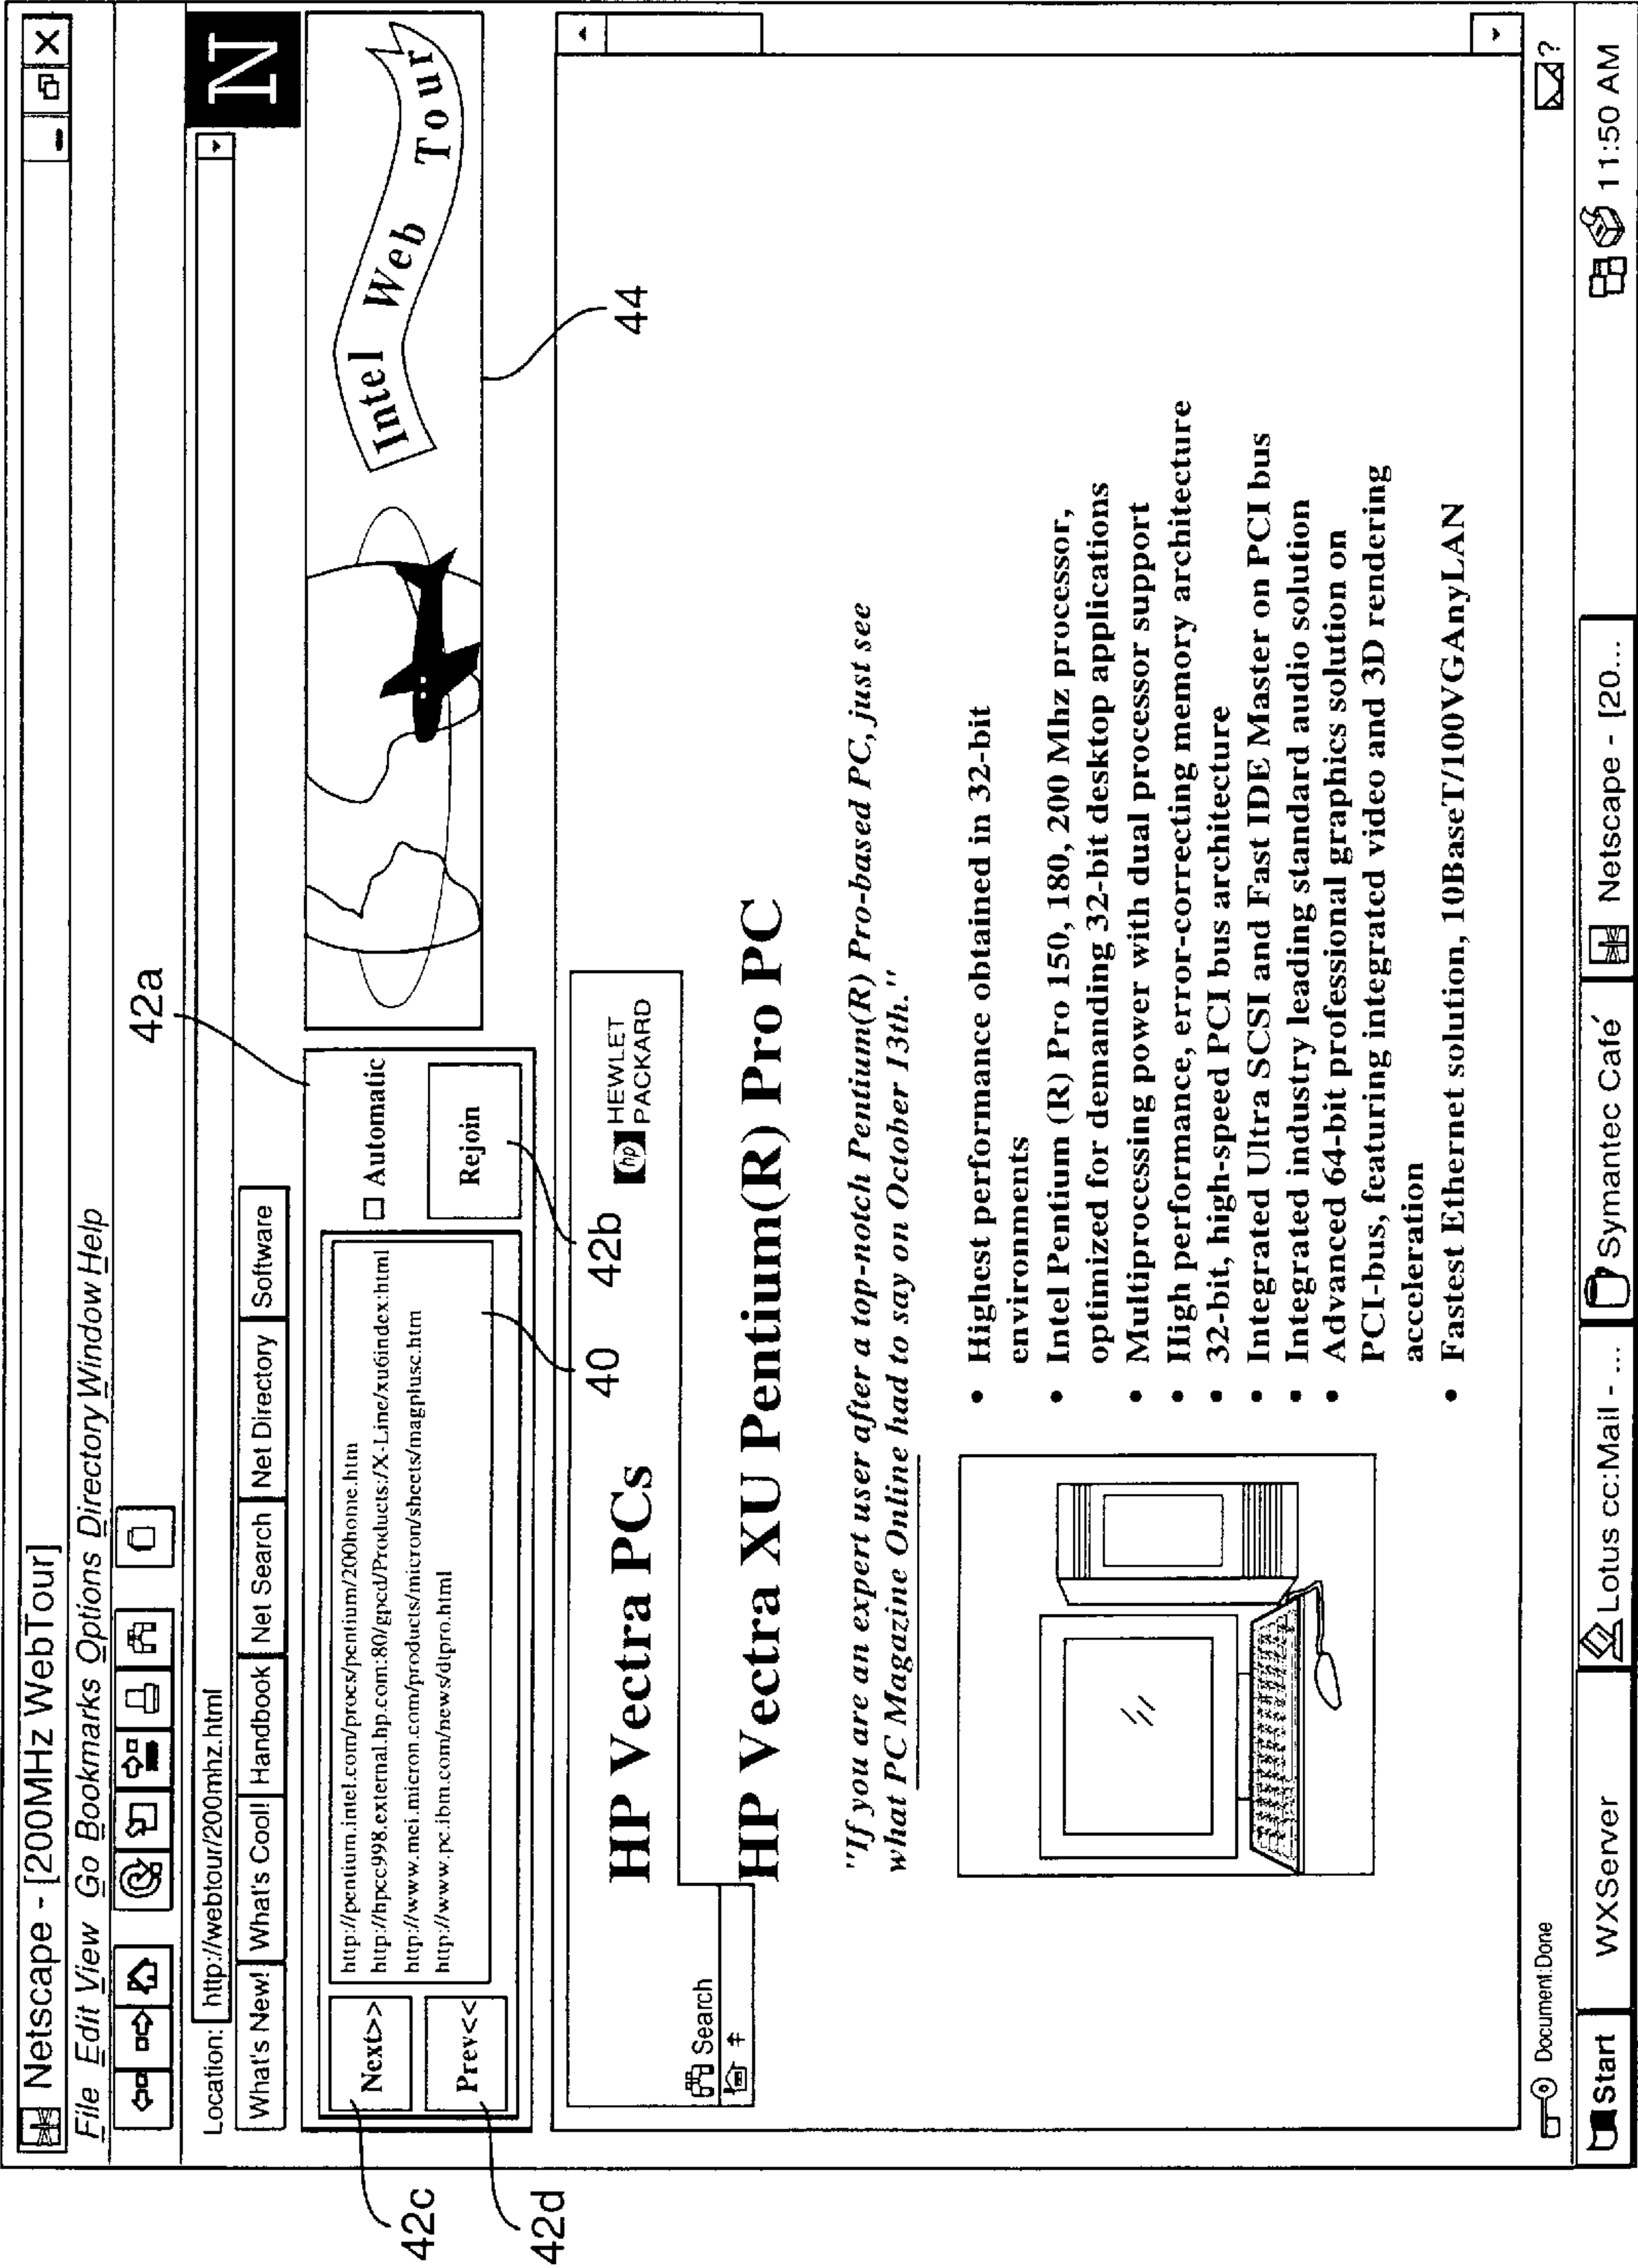 Netscape - [200MHz WebTour]
File Edit View Go Bookmarks Options Directory Window Help
Location: http://webtour/200mhz.html
N
What's New! What's Cool! Handbook Net Search Net Directory Software
42a
Next>>
Prev<<
http://pentium.intel.com/procs/pentium/200home.htm
http://hpcc998.external.hp.com:80/gpcd/Products:/X-Line/xu6index:html
http://www.mei.micron.com/products/micron/sheets/magplusc.htm
http://www.pc.ibm.com/news/dtpro.html
Automatic
Rejoin
Intel Web Tour
42c
42d
40
42b
44
HP Vectra PCs
hp HEWLET
PACKARD
Search
HP Vectra XU Pentium(R) Pro PC
"If you are an expert user after a top-notch Pentium(R) Pro-based PC, just see
what PC Magazine Online had to say on October 13th."
• Highest performance obtained in 32-bit
environments
• Intel Pentium (R) Pro 150, 180, 200 Mhz processor,
optimized for demanding 32-bit desktop applications
• Multiprocessing power with dual processor support
• High performance, error-correcting memory architecture
• 32-bit, high-speed PCI bus architecture
• Integrated Ultra SCSI and Fast IDE Master on PCI bus
• Integrated industry leading standard audio solution
• Advanced 64-bit professional graphics solution on
PCI-bus, featuring integrated video and 3D rendering
acceleration
• Fastest Ethernet solution, 10BaseT/100VGAnyLAN
Document:Done
?
Start WXServer Lotus cc:Mail - ... Symantec Café Netscape - [20... 11:50 AM